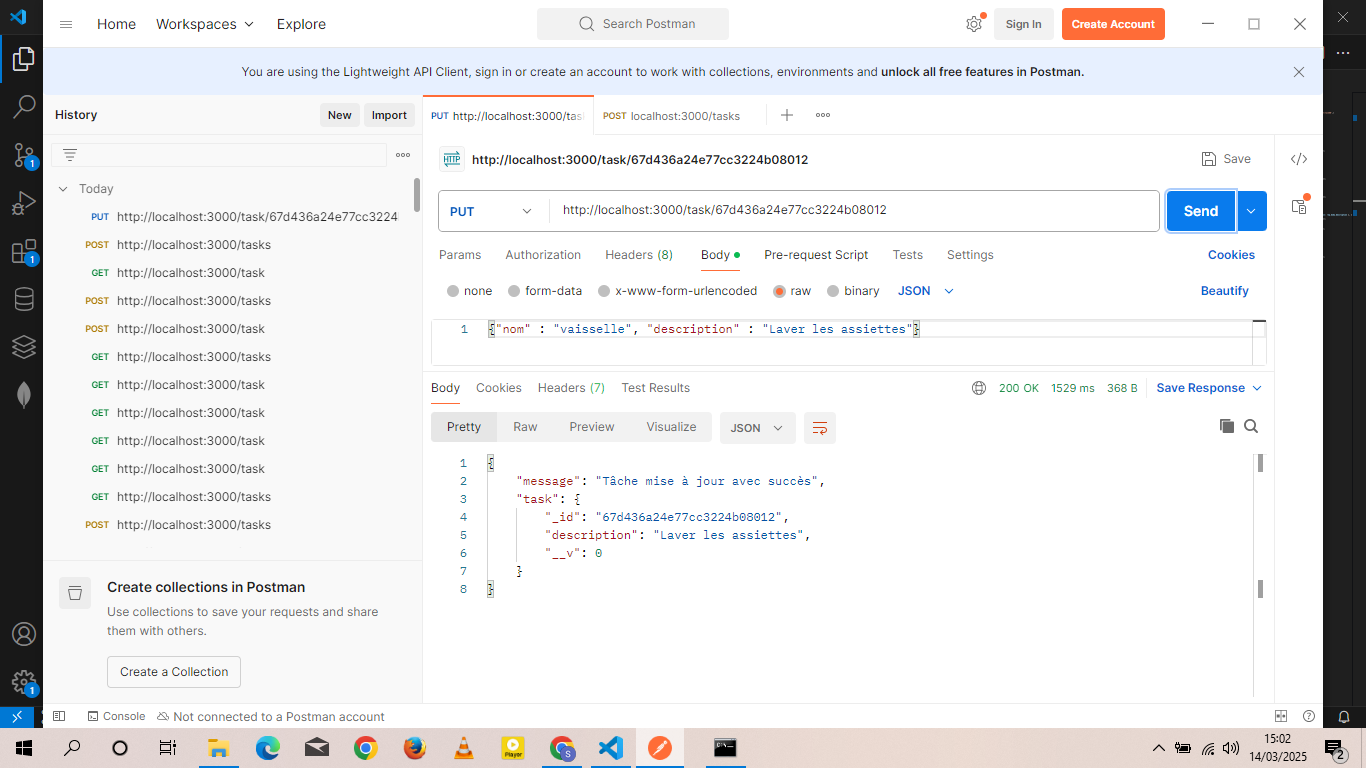 Home
Workspaces
Explore
Search Postman
Sign In
Create Account
You are using the Lightweight API Client, sign in or create an account to work with collections, environments and unlock all free features in Postman.
History
New
Import
PUT http://localhost:3000/tas
POST localhost:3000/tasks
HTTP
http://localhost:3000/task/67d436a24e77cc3224b08012
Save
Today
PUT http://localhost:3000/task/67d436a24e77cc3224
POST http://localhost:3000/tasks
GET http://localhost:3000/task
POST http://localhost:3000/tasks
POST http://localhost:3000/task
GET http://localhost:3000/tasks
GET http://localhost:3000/task
GET http://localhost:3000/task
GET http://localhost:3000/task
GET http://localhost:3000/task
GET http://localhost:3000/tasks
POST http://localhost:3000/tasks
PUT
http://localhost:3000/task/67d436a24e77cc3224b08012
Send
Params
Authorization
Headers (8)
Body
Pre-request Script
Tests
Settings
Cookies
none
form-data
x-www-form-urlencoded
raw
binary
JSON
Beautify
1 {"nom" : "vaisselle", "description" : "Laver les assiettes"}
Body
Cookies
Headers (7)
Test Results
200 OK
1529 ms
368 B
Save Response
Pretty
Raw
Preview
Visualize
JSON
1 {
2 "message": "Tâche mise à jour avec succès",
3 "task": {
4 "_id": "67d436a24e77cc3224b08012",
5 "description": "Laver les assiettes",
6 "__v": 0
7 }
8 }
Create collections in Postman
Use collections to save your requests and share
them with others.
Create a Collection
Console
Not connected to a Postman account
1
1
1
Player
S
15:02
14/03/2025
2